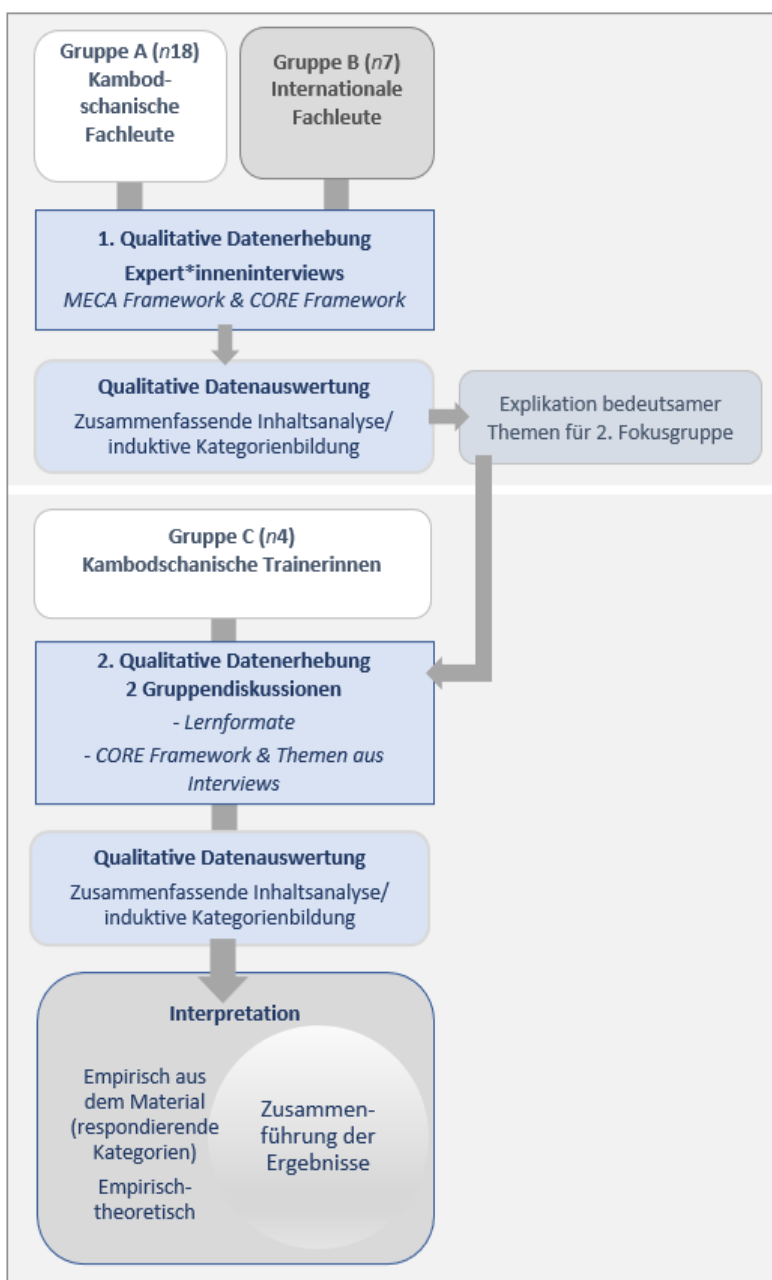 Gruppe A (n18)
Kambod-
schanische
Fachleute
Gruppe B (n7)
Internationale
Fachleute
1. Qualitative Datenerhebung
Expert*inneninterviews
MECA Framework & CORE Framework
Qualitative Datenauswertung
Zusammenfassende Inhaltsanalyse/
induktive Kategorienbildung
Explikation bedeutsamer
Themen für 2. Fokusgruppe
Gruppe C (n4)
Kambodschanische Trainerinnen
2. Qualitative Datenerhebung
2 Gruppendiskussionen
- Lernformate
- CORE Framework & Themen aus
Interviews
Qualitative Datenauswertung
Zusammenfassende Inhaltsanalyse/
induktive Kategorienbildung
Interpretation
Empirisch aus
dem Material
(respondierende
Kategorien)
Empirisch-
theoretisch
Zusammen-
führung der
Ergebnisse